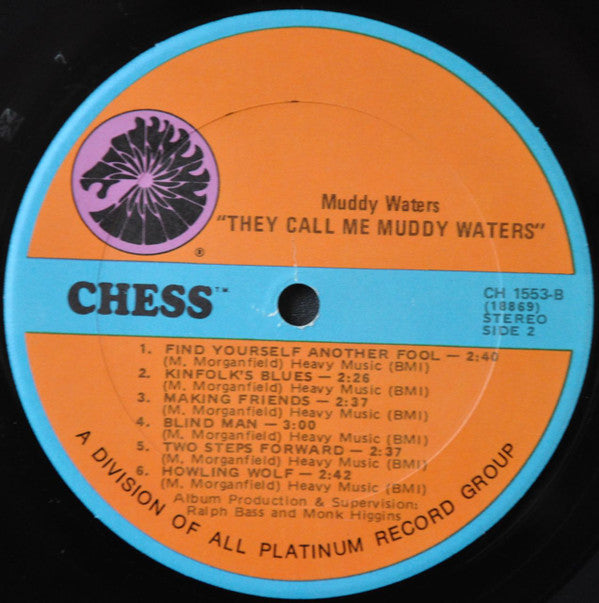 Muddy Waters
"THEY CALL ME MUDDY WATERS"
®
CHESS T.M.
CH 1553-B
(18869)
STEREO
SIDE 2
1. FIND YOURSELF ANOTHER FOOL — 2:40
(M. Morganfield) Heavy Music (BMI)
2. KINFOLK'S BLUES — 2:26
(M. Morganfield) Heavy Music (BMI)
3. MAKING FRIENDS — 2:37
(M. Morganfield) Heavy Music (BMI)
4. BLIND MAN — 3:00
(M. Morganfield) Heavy Music (BMI)
5. TWO STEPS FORWARD — 2:37
(M. Morganfield) Heavy Music (BMI)
6. HOWLING WOLF — 2:42
(M. Morganfield) Heavy Music (BMI)
Album Production & Supervision:
Ralph Bass and Monk Higgins
A DIVISION OF ALL PLATINUM RECORD GROUP